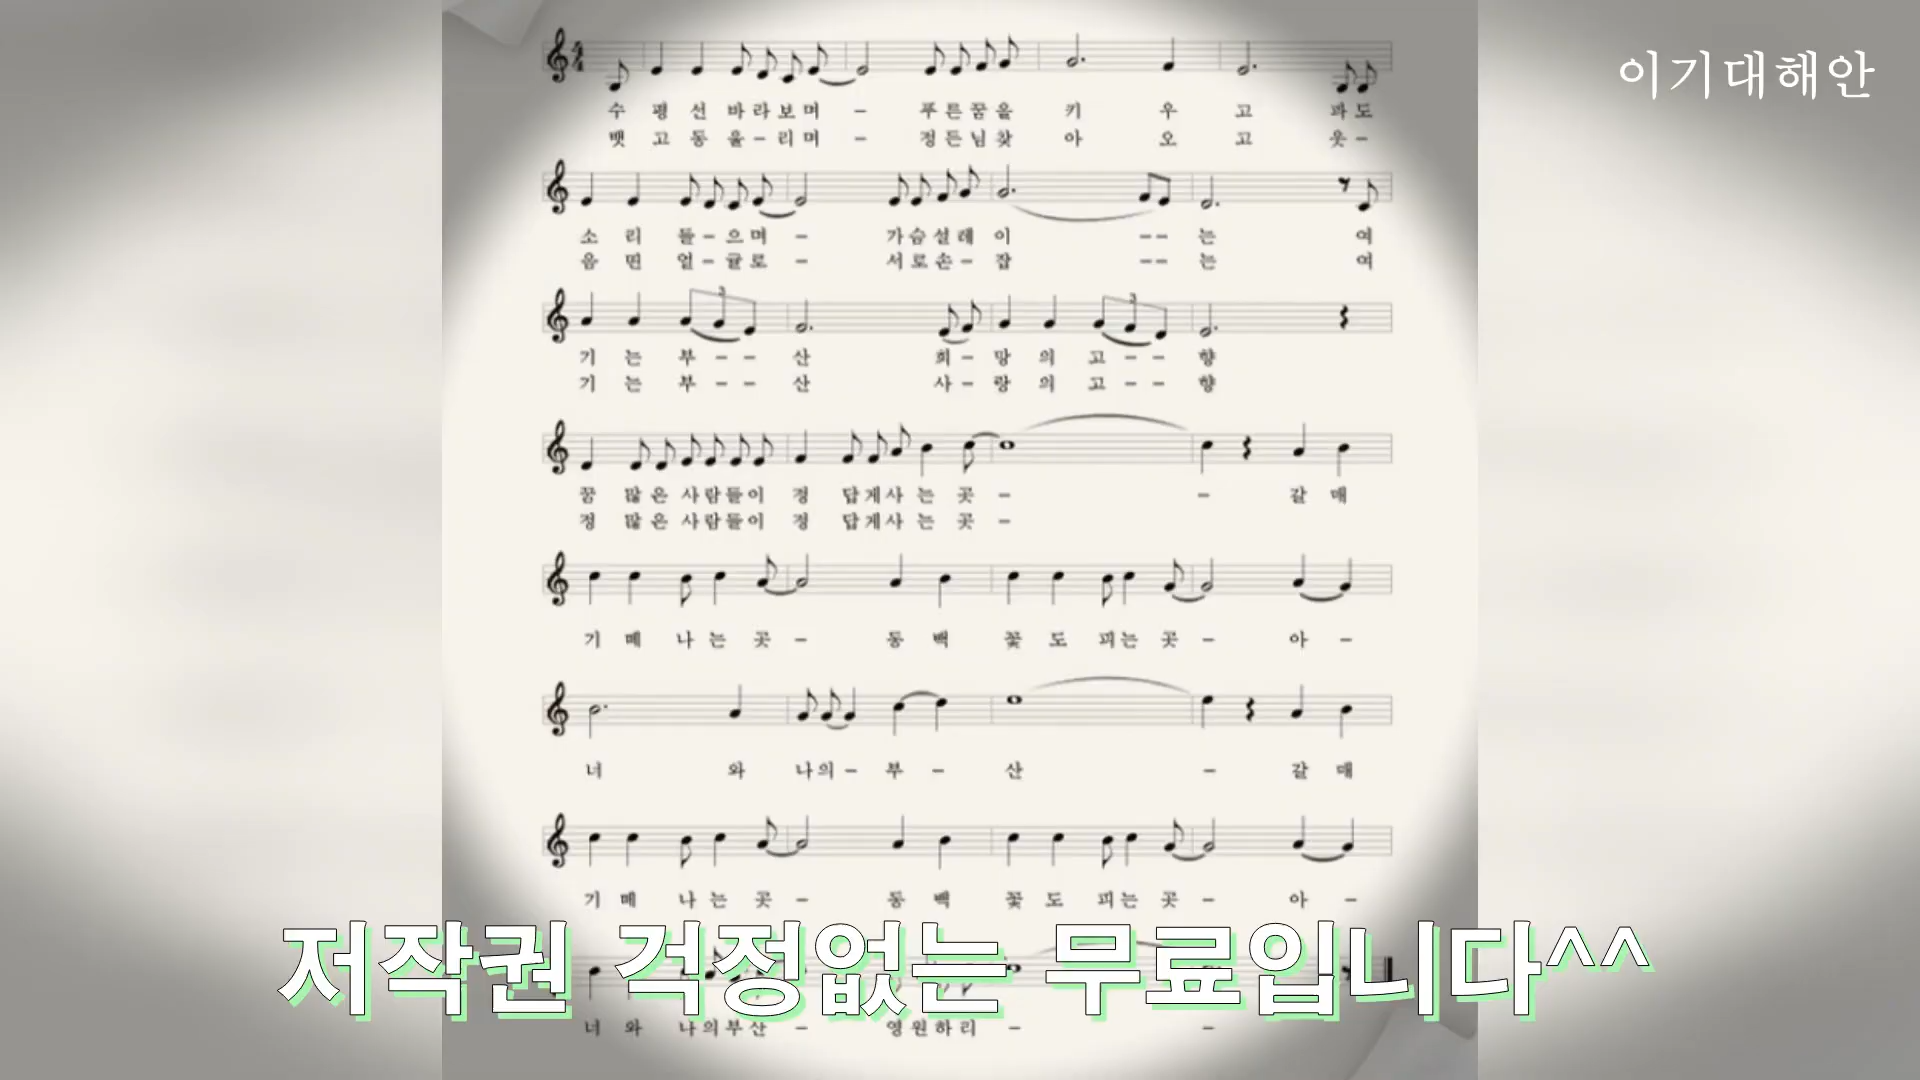 이기대해안
수 평 선 바 라 보 며 - 푸 른 꿈 을 키 우 고 파 도
뱃 고 동 울 - 리 며 - 정 든 님 찾 아 오 고 웃 -
소 리 들 - 으 며 - 가 슴 설 레 이 - - 는 여
음 띤 얼 - 굴 로 - 서 로 손 - 잡 - - 는 여
3 3
기 는 부 - - 산 희 - 망 의 고 - - 향
기 는 부 - - 산 사 - 랑 의 고 - - 향
꿈 많 은 사 람 들 이 정 답 게 사 는 곳 - - 갈 매
정 많 은 사 람 들 이 정 답 게 사 는 곳 -
기 떼 나 는 곳 - 동 백 꽃 도 피 는 곳 - 아 -
너 와 나 의 - 부 - 산 - 갈 매
기 떼 나 는 곳 - 동 백 꽃 도 피 는 곳 - 아 -
저작권 걱정없는 무료입니다^^
너 와 나 의 부 산 - 영 원 하 리 - -